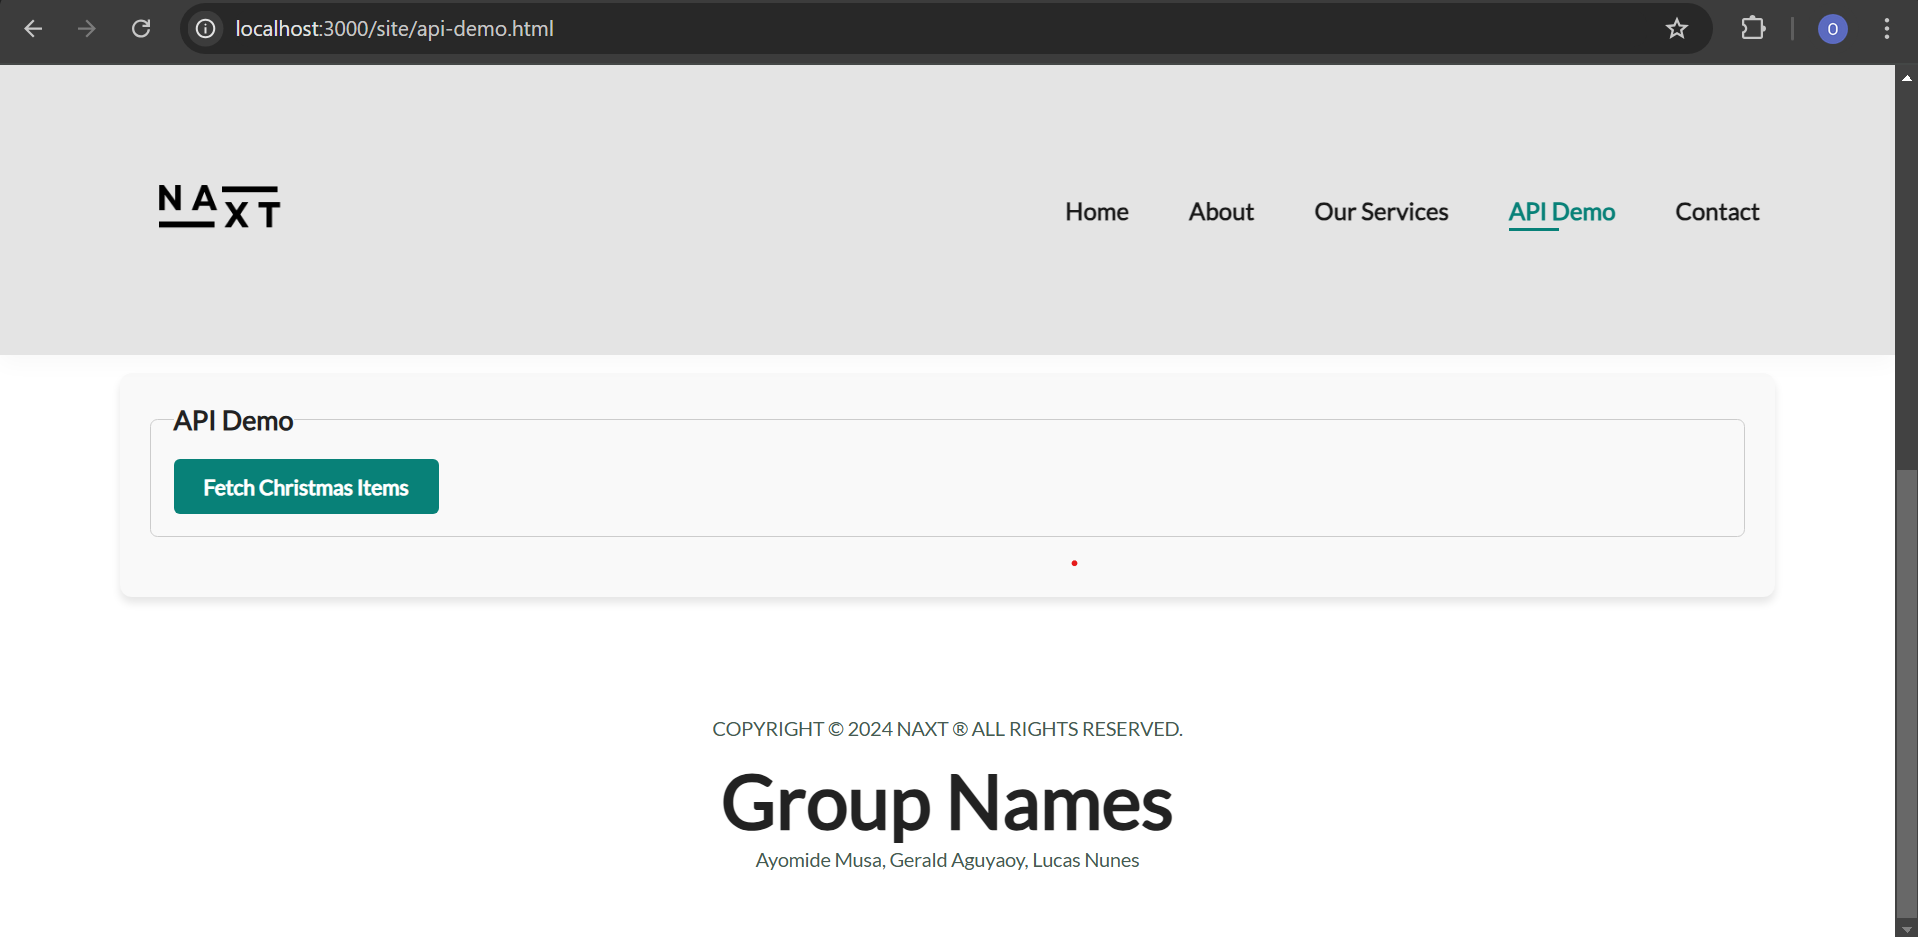 localhost:3000/site/api-demo.html
O
NAXT
Home About Our Services API Demo Contact
API Demo
Fetch Christmas Items
COPYRIGHT © 2024 NAXT ® ALL RIGHTS RESERVED.
Group Names
Ayomide Musa, Gerald Aguyaoy, Lucas Nunes